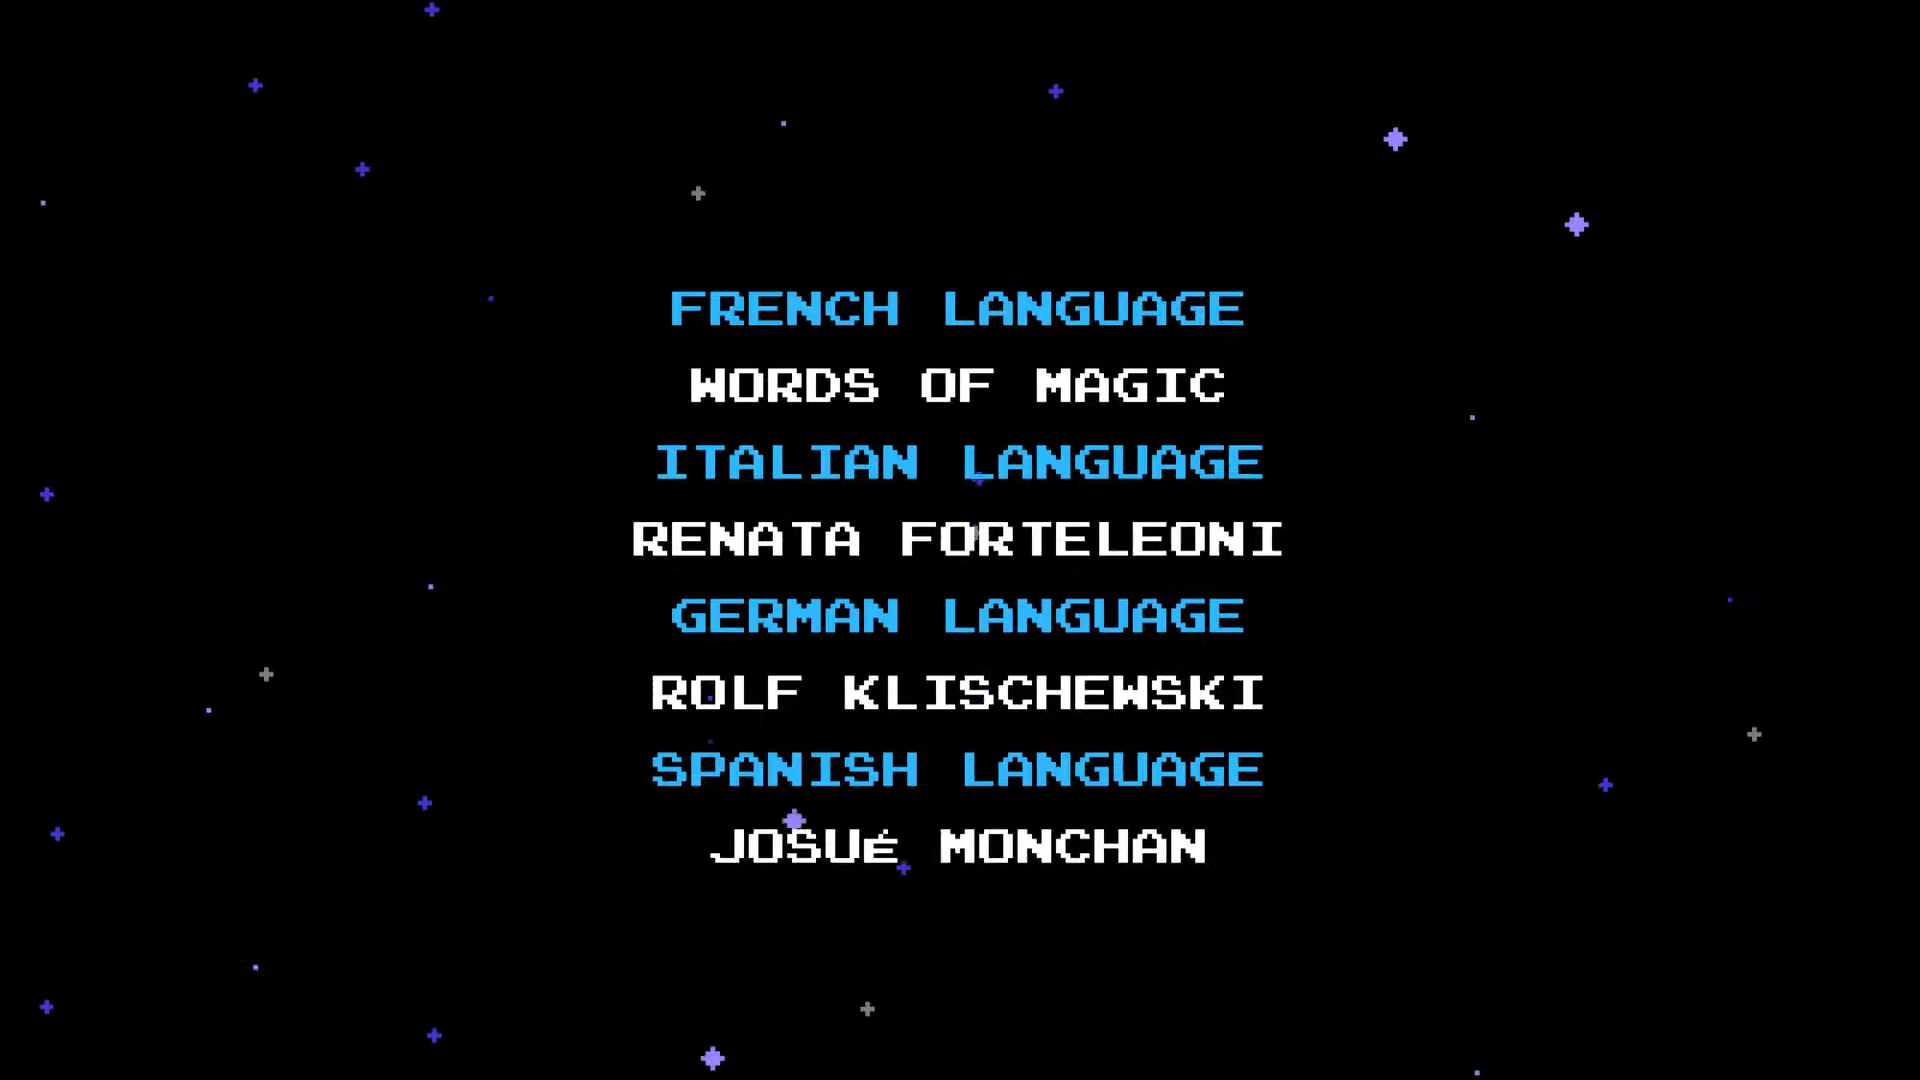 FRENCH LANGUAGE
WORDS OF MAGIC
ITALIAN LANGUAGE
RENATA FORTELEONI
GERMAN LANGUAGE
ROLF KLISCHEWSKI
SPANISH LANGUAGE
JOSUé MONCHAN